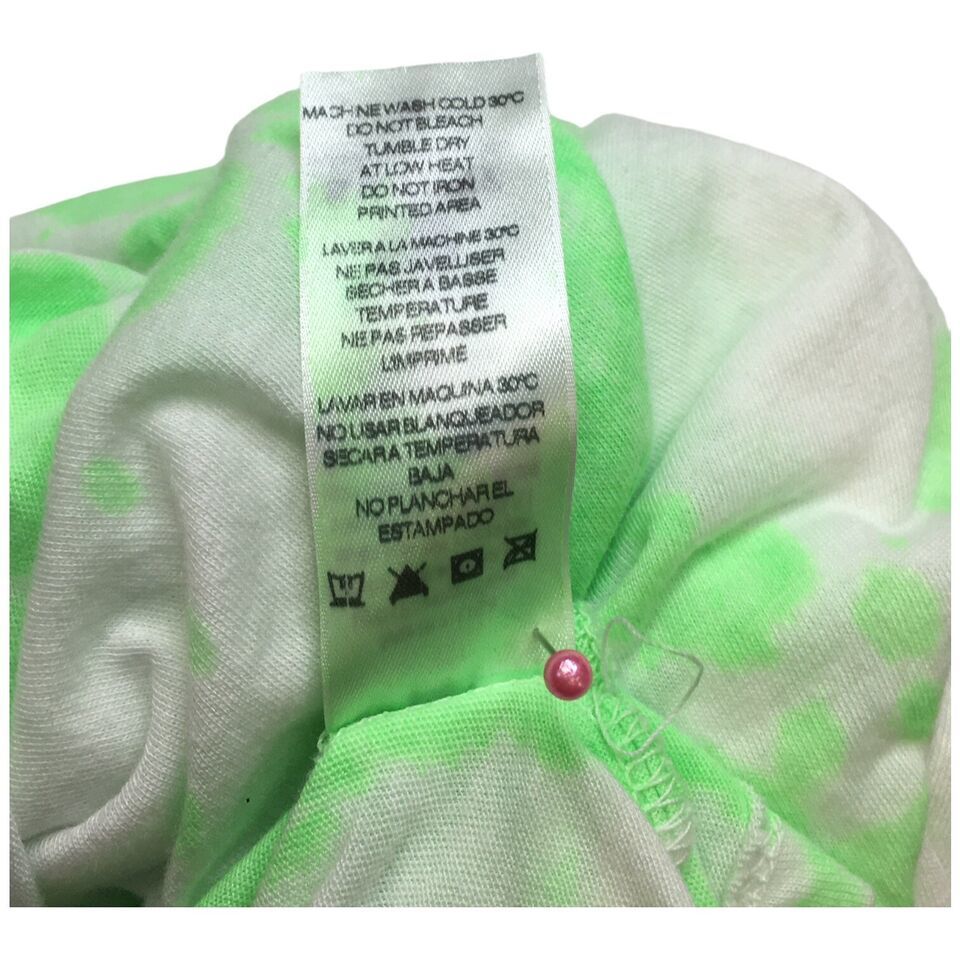 MACHINE WASH COLD 30°C
DO NOT BLEACH
TUMBLE DRY
AT LOW HEAT
DO NOT IRON
PRINTED AREA
LAVER A LA MACHINE 30°C
NE PAS JAVELLISER
SECHER A BASSE
TEMPERATURE
NE PAS REPASSER
L'IMPRIME
LAVAR EN MAQUINA 30°C
NO USAR BLANQUEADOR
SECAR A TEMPERATURA
BAJA
NO PLANCHAR EL
ESTAMPADO